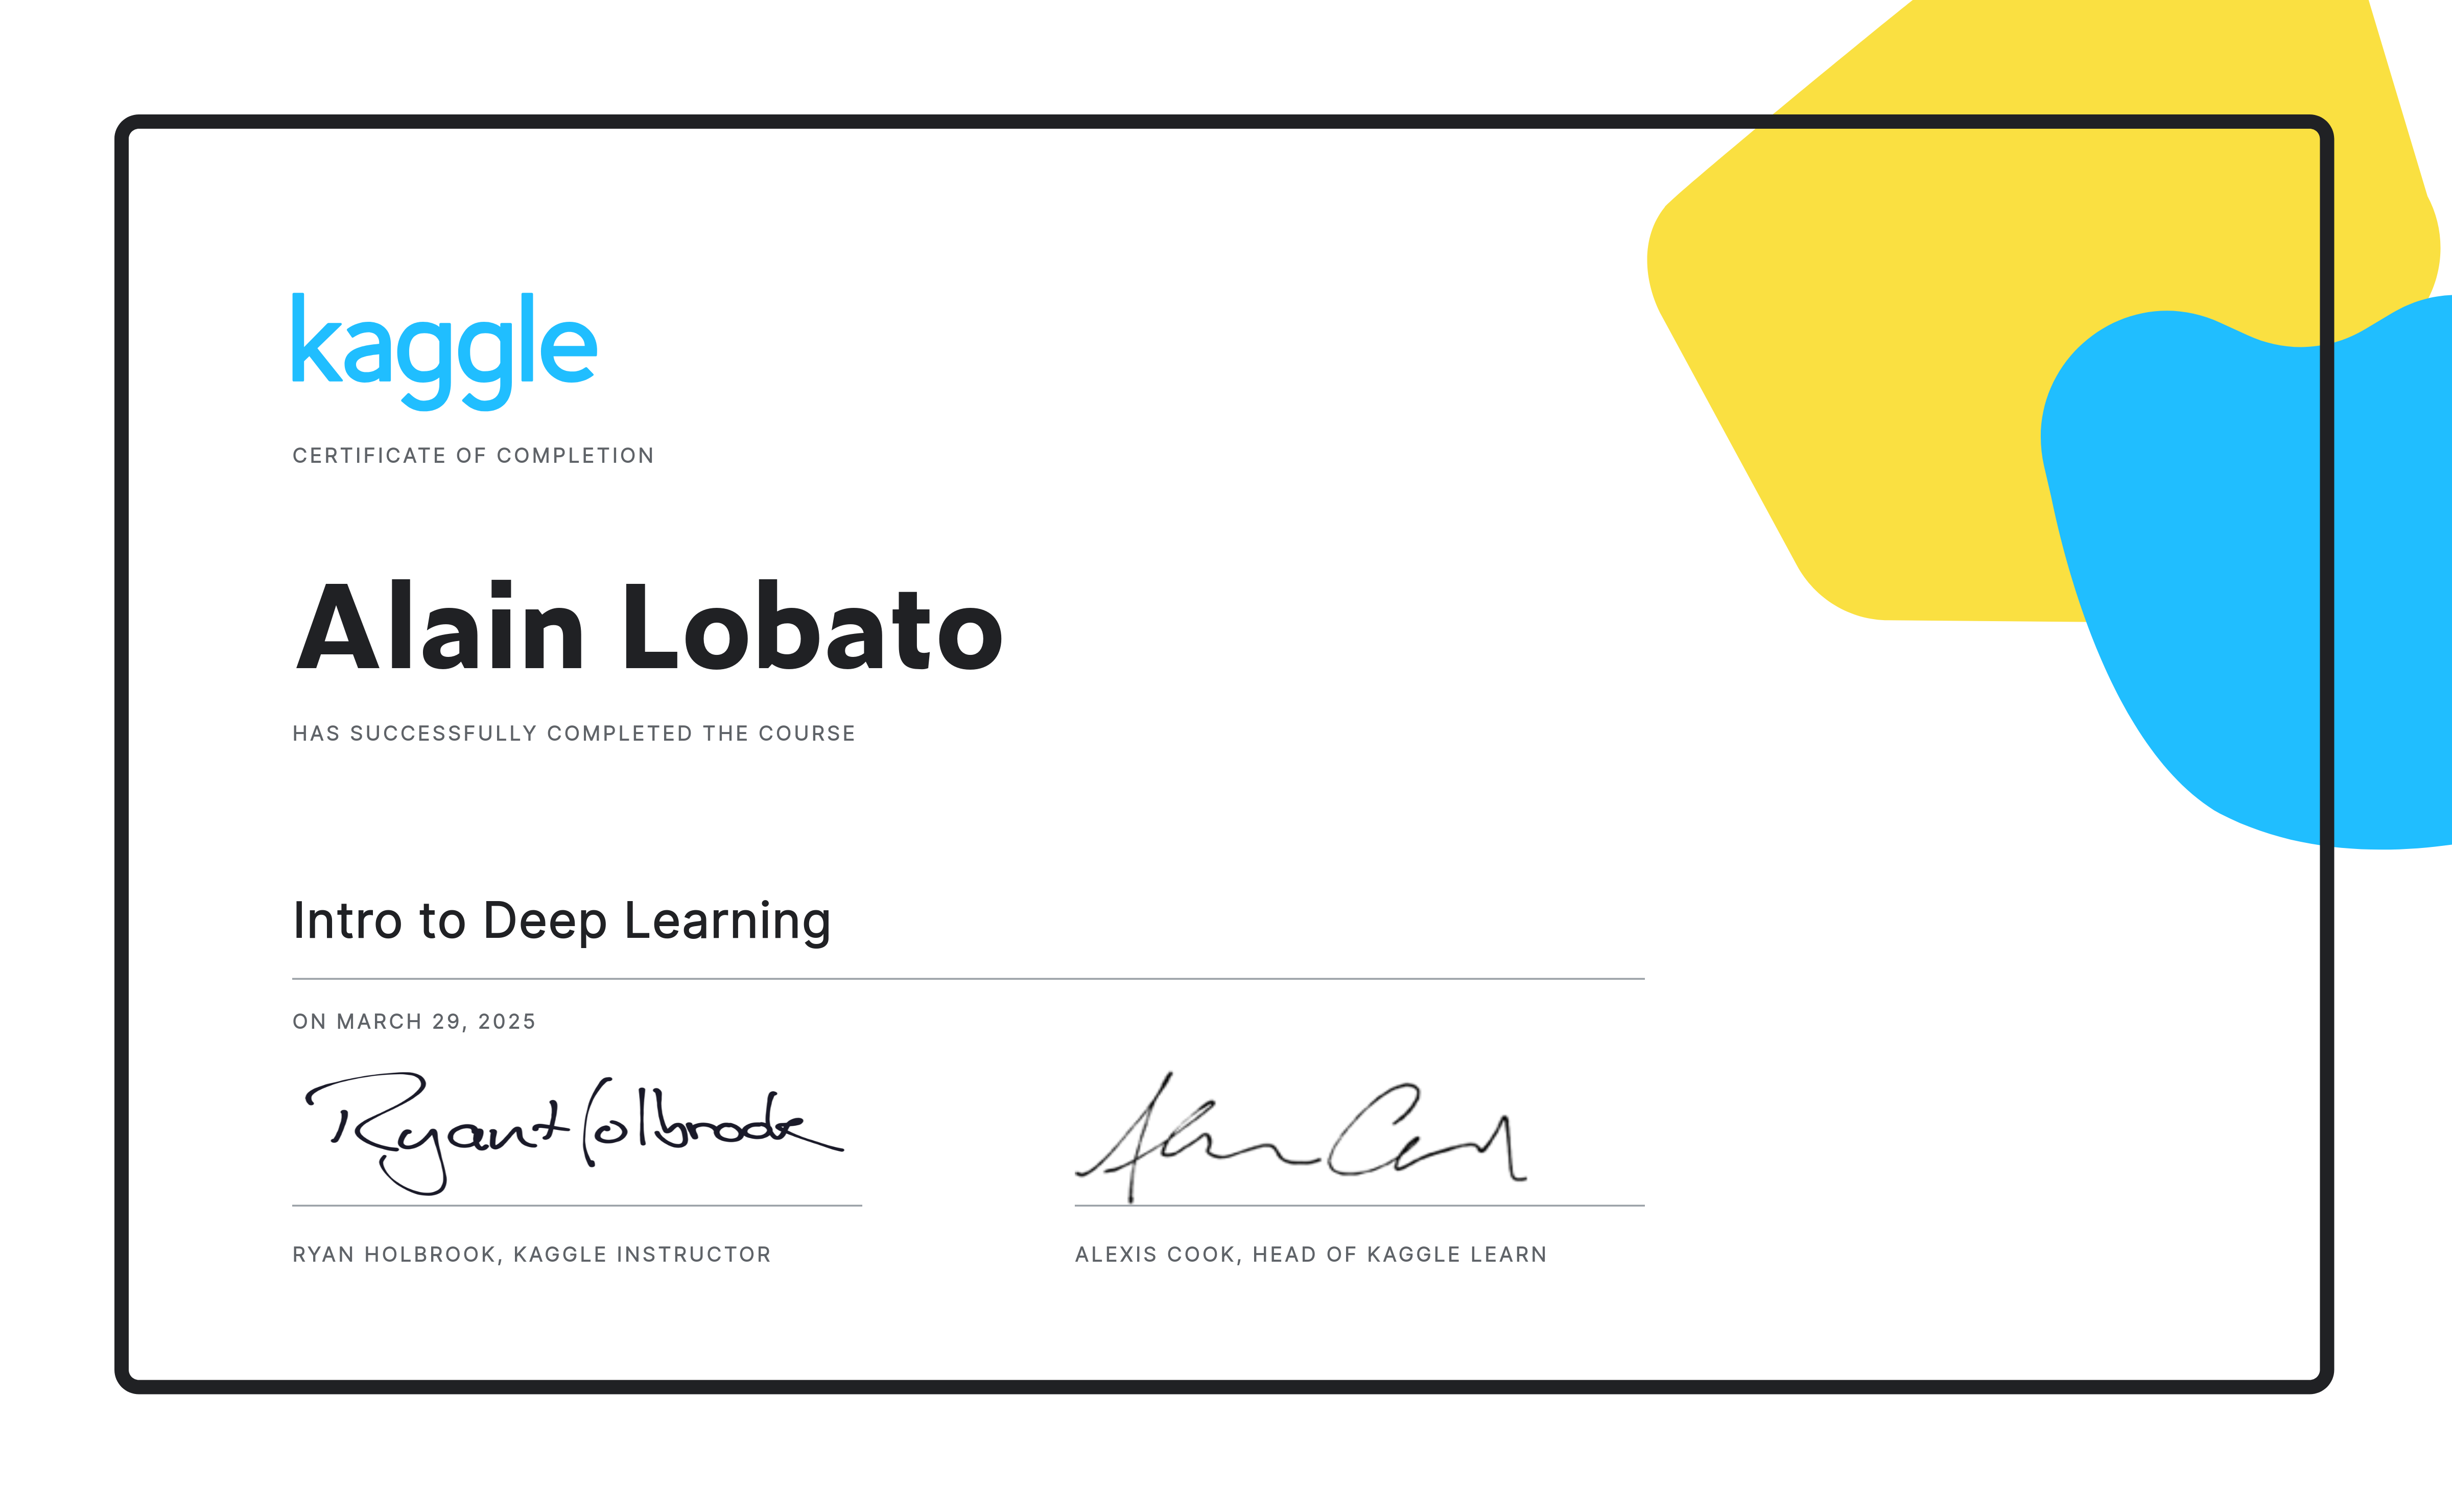 kaggle
CERTIFICATE OF COMPLETION
Alain Lobato
HAS SUCCESSFULLY COMPLETED THE COURSE
Intro to Deep Learning
ON MARCH 29, 2025
Ryan Holbrook
Alexis Cook
RYAN HOLBROOK, KAGGLE INSTRUCTOR
ALEXIS COOK, HEAD OF KAGGLE LEARN